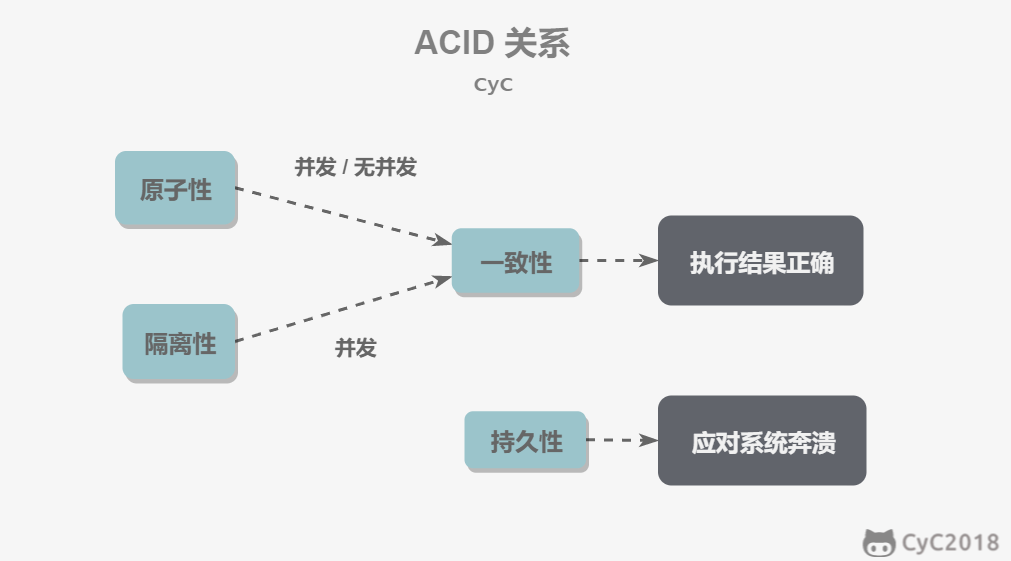 ACID 关系
CyC
并发 / 无并发
原子性
一致性
执行结果正确
隔离性
并发
持久性
应对系统奔溃
CyC2018